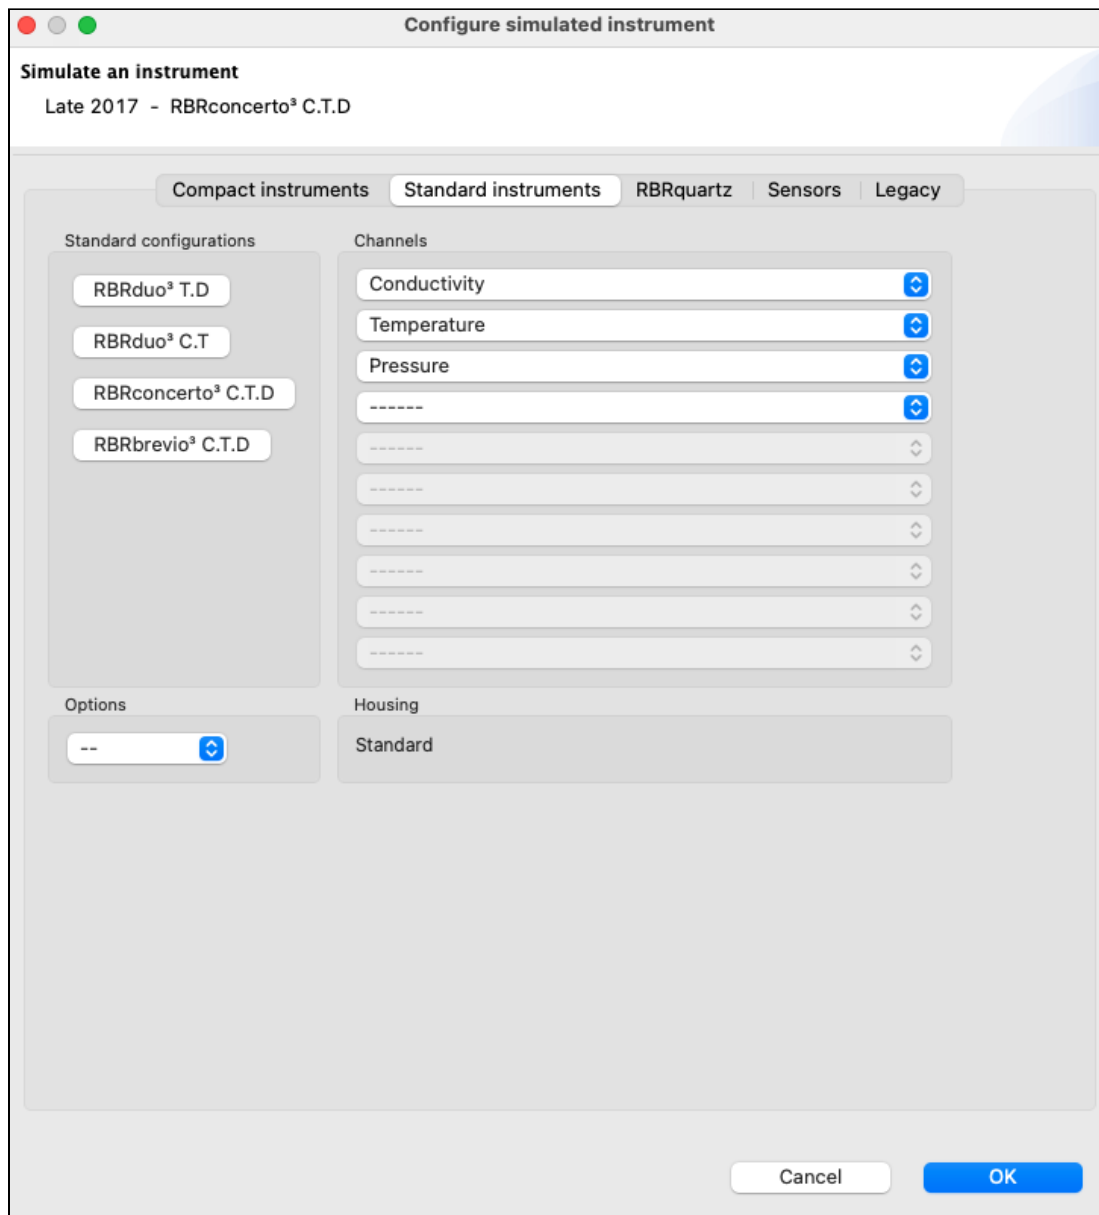 Configure simulated instrument
Simulate an instrument
Late 2017 - RBRconcerto³ C.T.D
Compact instruments
Standard instruments
RBRquartz
Sensors
Legacy
Standard configurations
RBRduo³ T.D
RBRduo³ C.T
RBRconcerto³ C.T.D
RBRbrevio³ C.T.D
Channels
Conductivity
Temperature
Pressure
------
------
------
------
------
------
------
Options
--
Housing
Standard
Cancel
OK